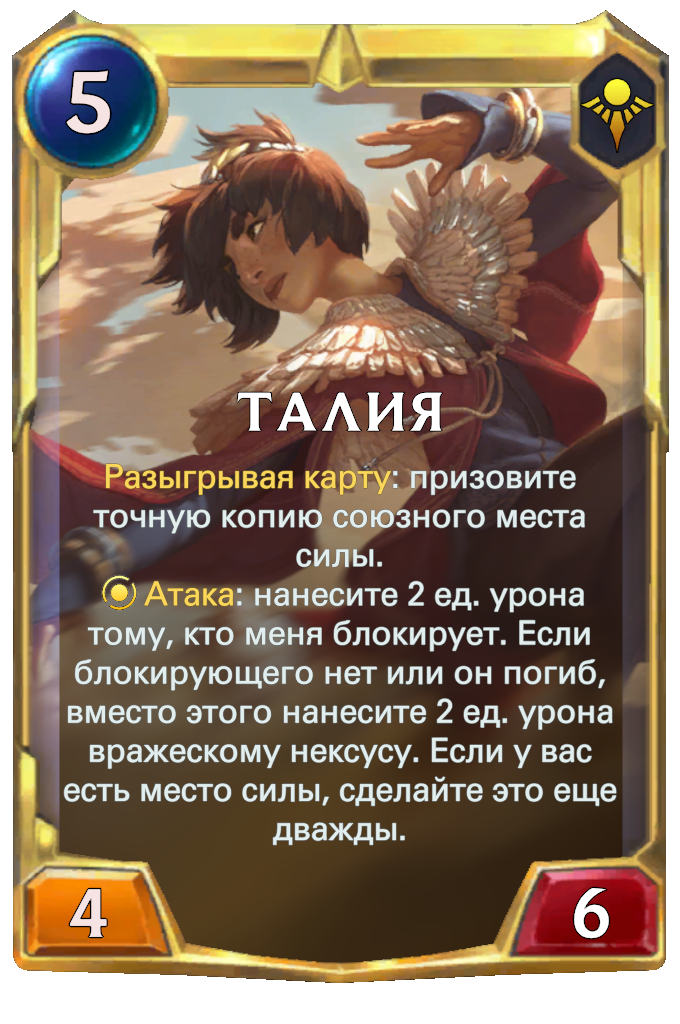 5
ТАЛИЯ
Разыгрывая карту: призовите
точную копию союзного места
силы.
Атака: нанесите 2 ед. урона
тому, кто меня блокирует. Если
блокирующего нет или он погиб,
вместо этого нанесите 2 ед. урона
вражескому нексусу. Если у вас
есть место силы, сделайте это еще
дважды.
4
6